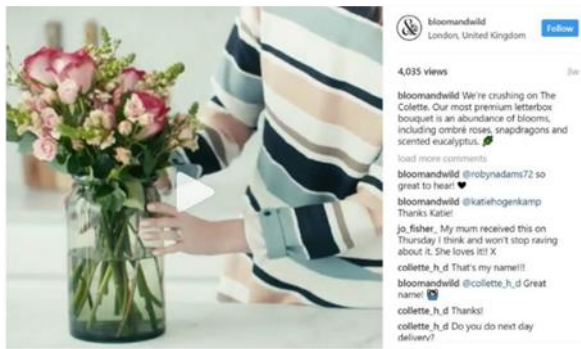 &
bloomandwild
London, United Kingdom
Follow
4,035 views
3w
bloomandwild We're crushing on The
Colette. Our most premium letterbox
bouquet is an abundance of blooms,
including ombré roses, snapdragons and
scented eucalyptus.
load more comments
bloomandwild @robynadams72 so
great to hear!
bloomandwild @katiehogenkamp
Thanks Katie!
jo_fisher_ My mum received this on
Thursday I think and won't stop raving
about it. She loves it!! X
collette_h_d That's my name!!!
bloomandwild @collette_h_d Great
name!
collette_h_d Thanks!
collette_h_d Do you do next day
delivery?